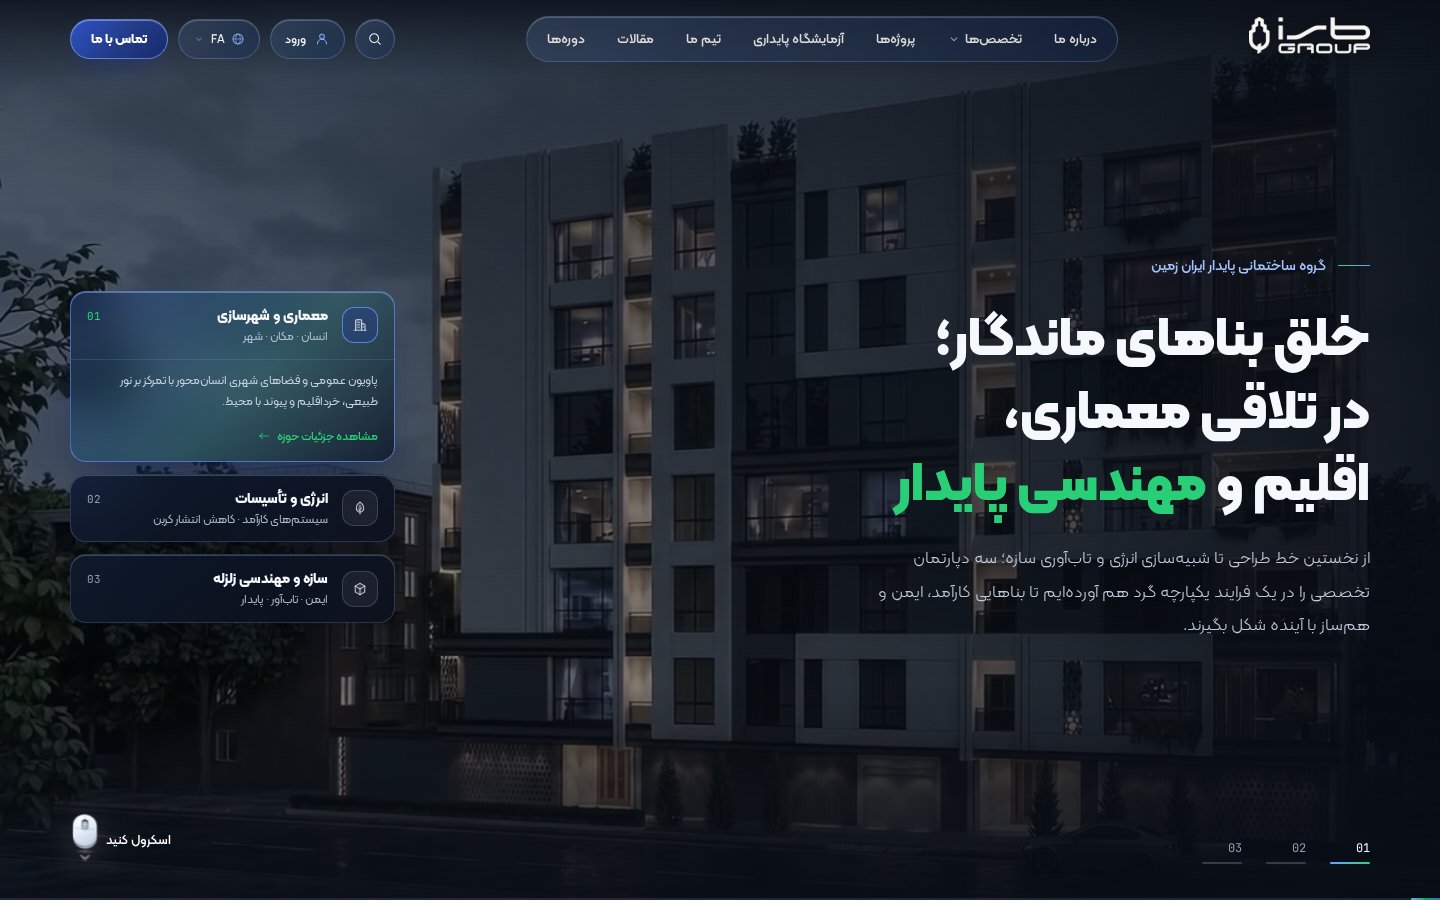 irsb
GROUP
درباره ما
تخصص‌ها
پروژه‌ها
آزمایشگاه پایداری
تیم ما
مقالات
دوره‌ها
ورود
FA
تماس با ما
گروه ساختمانی پایدار ایران زمین
خلق بناهای ماندگار؛
در تلاقی معماری،
اقلیم و مهندسی پایدار
از نخستین خط طراحی تا شبیه‌سازی انرژی و تاب‌آوری سازه؛ سه دپارتمان
تخصصی را در یک فرایند یکپارچه گرد هم آورده‌ایم تا بناهایی کارآمد، ایمن و
هم‌ساز با آینده شکل بگیرند.
معماری و شهرسازی
01
انسان · مکان · شهر
پاویون عمومی و فضاهای شهری انسان‌محور با تمرکز بر نور
طبیعی، خرداقلیم و پیوند با محیط.
مشاهده جزئیات حوزه ←
انرژی و تأسیسات
02
سیستم‌های کارآمد · کاهش انتشار کربن
سازه و مهندسی زلزله
03
ایمن · تاب‌آور · پایدار
01
02
03
اسکرول کنید